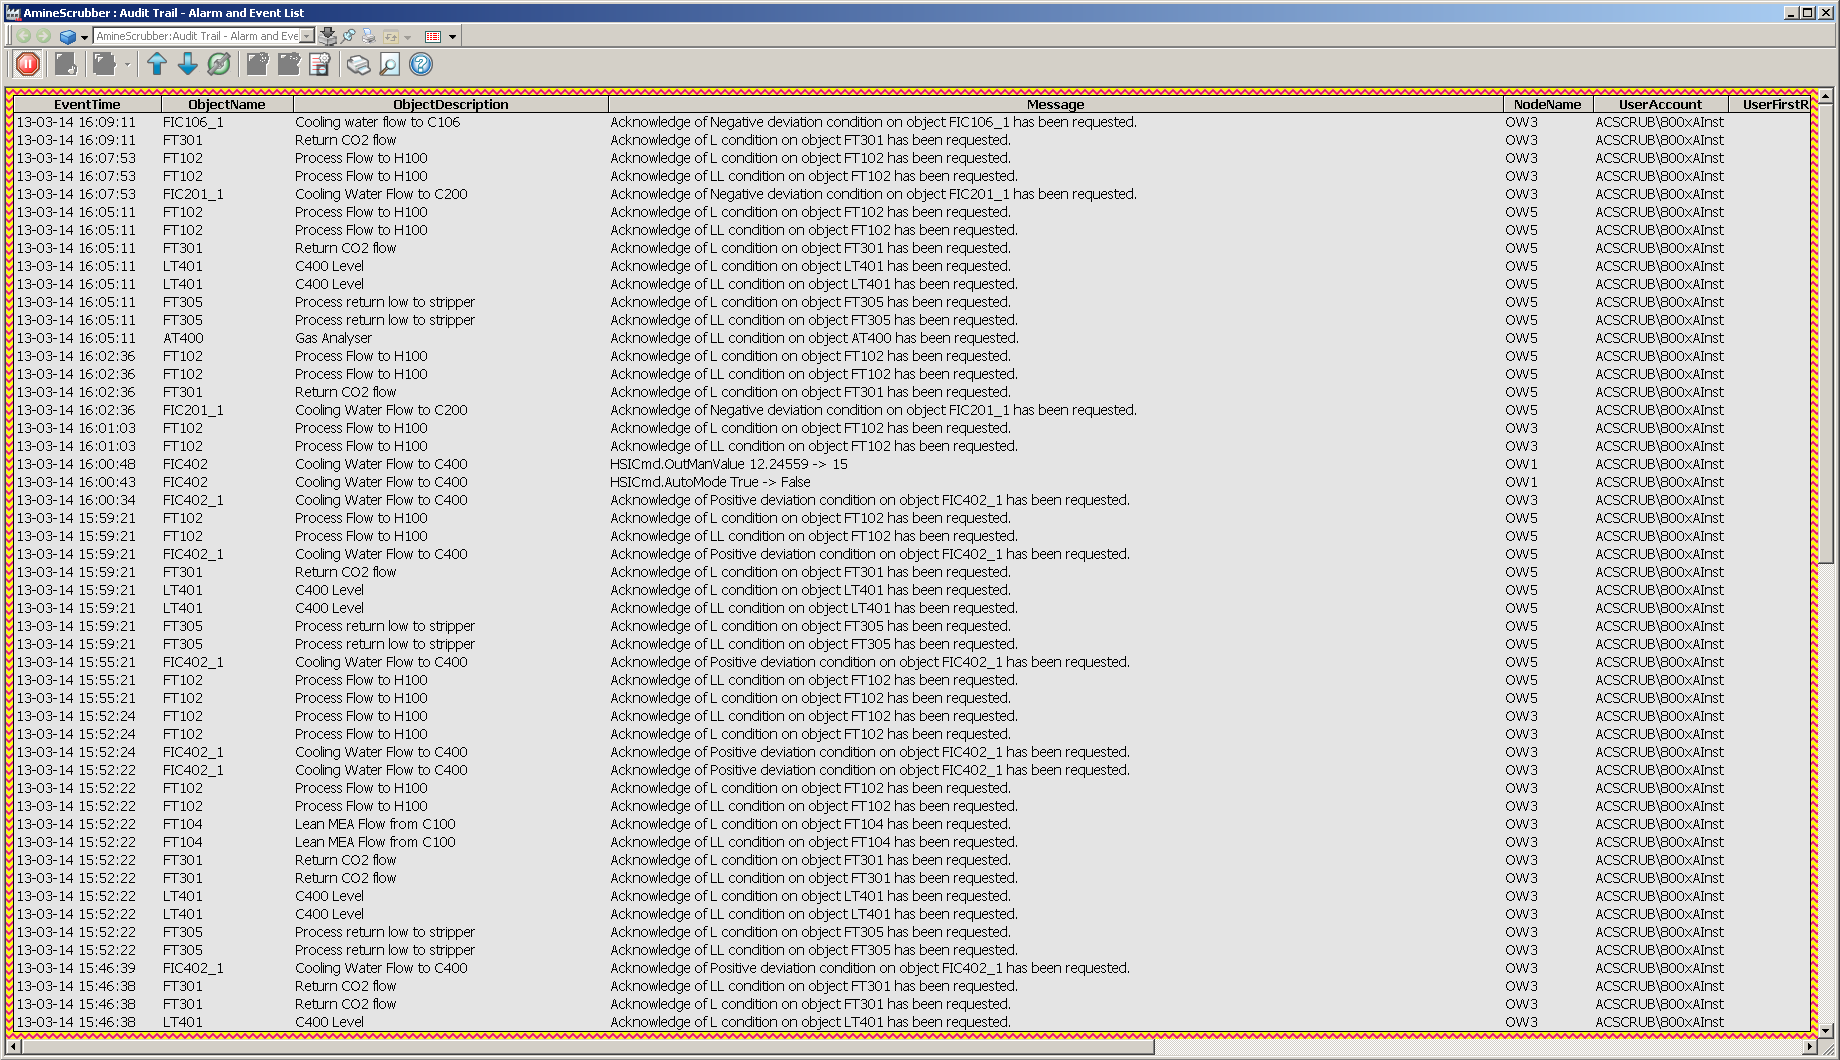 AmineScrubber : Audit Trail - Alarm and Event List
AmineScrubber:Audit Trail - Alarm and Eve
EventTime ObjectName ObjectDescription Message NodeName UserAccount UserFirstR
13-03-14 16:09:11 FIC106_1 Cooling water flow to C106 Acknowledge of Negative deviation condition on object FIC106_1 has been requested. OW3 ACSCRUB\800xAInst
13-03-14 16:09:11 FT301 Return CO2 flow Acknowledge of L condition on object FT301 has been requested. OW3 ACSCRUB\800xAInst
13-03-14 16:07:53 FT102 Process Flow to H100 Acknowledge of L condition on object FT102 has been requested. OW3 ACSCRUB\800xAInst
13-03-14 16:07:53 FT102 Process Flow to H100 Acknowledge of LL condition on object FT102 has been requested. OW3 ACSCRUB\800xAInst
13-03-14 16:07:53 FIC201_1 Cooling Water Flow to C200 Acknowledge of Negative deviation condition on object FIC201_1 has been requested. OW3 ACSCRUB\800xAInst
13-03-14 16:05:11 FT102 Process Flow to H100 Acknowledge of L condition on object FT102 has been requested. OW5 ACSCRUB\800xAInst
13-03-14 16:05:11 FT102 Process Flow to H100 Acknowledge of LL condition on object FT102 has been requested. OW5 ACSCRUB\800xAInst
13-03-14 16:05:11 FT301 Return CO2 flow Acknowledge of L condition on object FT301 has been requested. OW5 ACSCRUB\800xAInst
13-03-14 16:05:11 LT401 C400 Level Acknowledge of L condition on object LT401 has been requested. OW5 ACSCRUB\800xAInst
13-03-14 16:05:11 LT401 C400 Level Acknowledge of LL condition on object LT401 has been requested. OW5 ACSCRUB\800xAInst
13-03-14 16:05:11 FT305 Process return low to stripper Acknowledge of L condition on object FT305 has been requested. OW5 ACSCRUB\800xAInst
13-03-14 16:05:11 FT305 Process return low to stripper Acknowledge of LL condition on object FT305 has been requested. OW5 ACSCRUB\800xAInst
13-03-14 16:05:11 AT400 Gas Analyser Acknowledge of LL condition on object AT400 has been requested. OW5 ACSCRUB\800xAInst
13-03-14 16:02:36 FT102 Process Flow to H100 Acknowledge of L condition on object FT102 has been requested. OW5 ACSCRUB\800xAInst
13-03-14 16:02:36 FT102 Process Flow to H100 Acknowledge of LL condition on object FT102 has been requested. OW5 ACSCRUB\800xAInst
13-03-14 16:02:36 FT301 Return CO2 flow Acknowledge of L condition on object FT301 has been requested. OW5 ACSCRUB\800xAInst
13-03-14 16:02:36 FIC201_1 Cooling Water Flow to C200 Acknowledge of Negative deviation condition on object FIC201_1 has been requested. OW5 ACSCRUB\800xAInst
13-03-14 16:01:03 FT102 Process Flow to H100 Acknowledge of L condition on object FT102 has been requested. OW3 ACSCRUB\800xAInst
13-03-14 16:01:03 FT102 Process Flow to H100 Acknowledge of LL condition on object FT102 has been requested. OW3 ACSCRUB\800xAInst
13-03-14 16:00:48 FIC402 Cooling Water Flow to C400 HSICmd.OutManValue 12.24559 -> 15 OW1 ACSCRUB\800xAInst
13-03-14 16:00:43 FIC402 Cooling Water Flow to C400 HSICmd.AutoMode True -> False OW1 ACSCRUB\800xAInst
13-03-14 16:00:34 FIC402_1 Cooling Water Flow to C400 Acknowledge of Positive deviation condition on object FIC402_1 has been requested. OW3 ACSCRUB\800xAInst
13-03-14 15:59:21 FT102 Process Flow to H100 Acknowledge of L condition on object FT102 has been requested. OW5 ACSCRUB\800xAInst
13-03-14 15:59:21 FT102 Process Flow to H100 Acknowledge of LL condition on object FT102 has been requested. OW5 ACSCRUB\800xAInst
13-03-14 15:59:21 FIC402_1 Cooling Water Flow to C400 Acknowledge of Positive deviation condition on object FIC402_1 has been requested. OW5 ACSCRUB\800xAInst
13-03-14 15:59:21 FT301 Return CO2 flow Acknowledge of L condition on object FT301 has been requested. OW5 ACSCRUB\800xAInst
13-03-14 15:59:21 LT401 C400 Level Acknowledge of L condition on object LT401 has been requested. OW5 ACSCRUB\800xAInst
13-03-14 15:59:21 LT401 C400 Level Acknowledge of LL condition on object LT401 has been requested. OW5 ACSCRUB\800xAInst
13-03-14 15:59:21 FT305 Process return low to stripper Acknowledge of L condition on object FT305 has been requested. OW5 ACSCRUB\800xAInst
13-03-14 15:59:21 FT305 Process return low to stripper Acknowledge of LL condition on object FT305 has been requested. OW5 ACSCRUB\800xAInst
13-03-14 15:55:21 FIC402_1 Cooling Water Flow to C400 Acknowledge of Positive deviation condition on object FIC402_1 has been requested. OW5 ACSCRUB\800xAInst
13-03-14 15:55:21 FT102 Process Flow to H100 Acknowledge of LL condition on object FT102 has been requested. OW5 ACSCRUB\800xAInst
13-03-14 15:55:21 FT102 Process Flow to H100 Acknowledge of L condition on object FT102 has been requested. OW5 ACSCRUB\800xAInst
13-03-14 15:52:24 FT102 Process Flow to H100 Acknowledge of LL condition on object FT102 has been requested. OW3 ACSCRUB\800xAInst
13-03-14 15:52:24 FT102 Process Flow to H100 Acknowledge of L condition on object FT102 has been requested. OW3 ACSCRUB\800xAInst
13-03-14 15:52:24 FIC402_1 Cooling Water Flow to C400 Acknowledge of Positive deviation condition on object FIC402_1 has been requested. OW3 ACSCRUB\800xAInst
13-03-14 15:52:22 FIC402_1 Cooling Water Flow to C400 Acknowledge of Positive deviation condition on object FIC402_1 has been requested. OW3 ACSCRUB\800xAInst
13-03-14 15:52:22 FT102 Process Flow to H100 Acknowledge of L condition on object FT102 has been requested. OW3 ACSCRUB\800xAInst
13-03-14 15:52:22 FT102 Process Flow to H100 Acknowledge of LL condition on object FT102 has been requested. OW3 ACSCRUB\800xAInst
13-03-14 15:52:22 FT104 Lean MEA Flow from C100 Acknowledge of L condition on object FT104 has been requested. OW3 ACSCRUB\800xAInst
13-03-14 15:52:22 FT104 Lean MEA Flow from C100 Acknowledge of LL condition on object FT104 has been requested. OW3 ACSCRUB\800xAInst
13-03-14 15:52:22 FT301 Return CO2 flow Acknowledge of L condition on object FT301 has been requested. OW3 ACSCRUB\800xAInst
13-03-14 15:52:22 FT301 Return CO2 flow Acknowledge of LL condition on object FT301 has been requested. OW3 ACSCRUB\800xAInst
13-03-14 15:52:22 LT401 C400 Level Acknowledge of L condition on object LT401 has been requested. OW3 ACSCRUB\800xAInst
13-03-14 15:52:22 LT401 C400 Level Acknowledge of LL condition on object LT401 has been requested. OW3 ACSCRUB\800xAInst
13-03-14 15:52:22 FT305 Process return low to stripper Acknowledge of L condition on object FT305 has been requested. OW3 ACSCRUB\800xAInst
13-03-14 15:52:22 FT305 Process return low to stripper Acknowledge of LL condition on object FT305 has been requested. OW3 ACSCRUB\800xAInst
13-03-14 15:46:39 FIC402_1 Cooling Water Flow to C400 Acknowledge of Positive deviation condition on object FIC402_1 has been requested. OW3 ACSCRUB\800xAInst
13-03-14 15:46:38 FT301 Return CO2 flow Acknowledge of LL condition on object FT301 has been requested. OW3 ACSCRUB\800xAInst
13-03-14 15:46:38 FT301 Return CO2 flow Acknowledge of L condition on object FT301 has been requested. OW3 ACSCRUB\800xAInst
13-03-14 15:46:38 LT401 C400 Level Acknowledge of L condition on object LT401 has been requested. OW3 ACSCRUB\800xAInst